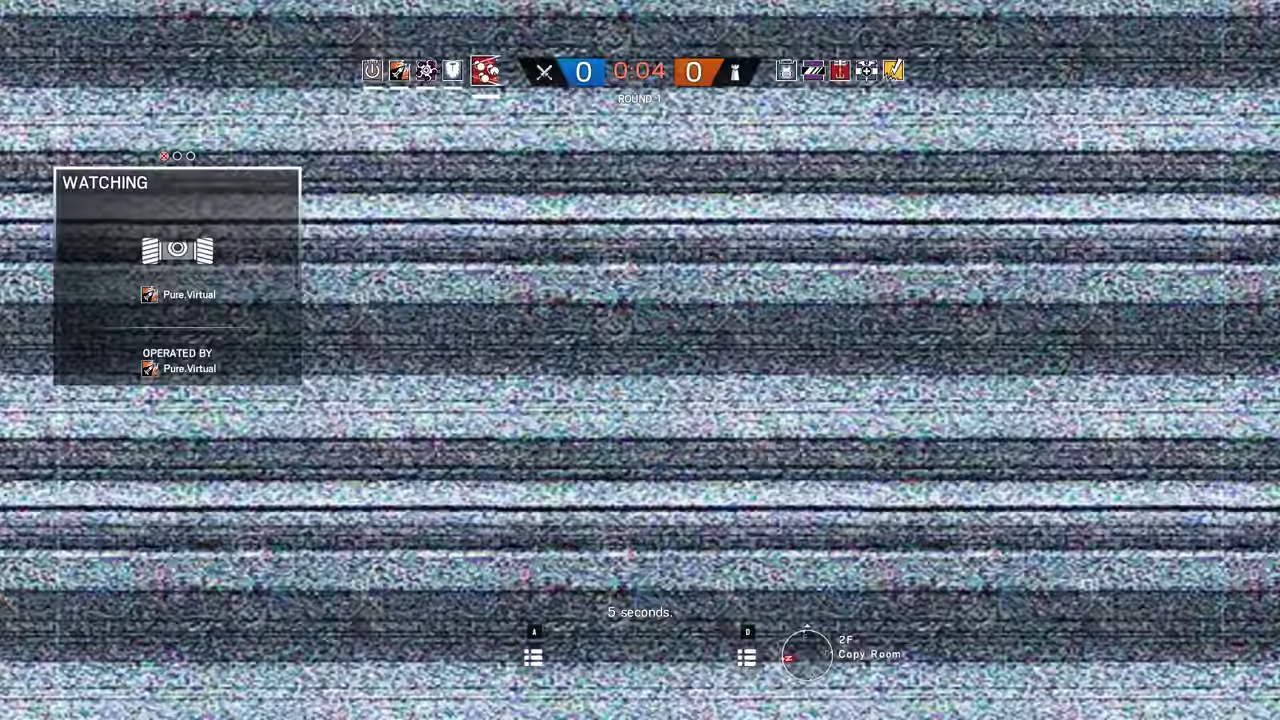 0 0:04 0
ROUND 1
WATCHING
Pure.Virtual
OPERATED BY
Pure.Virtual
5 seconds.
A D
2F
Copy Room